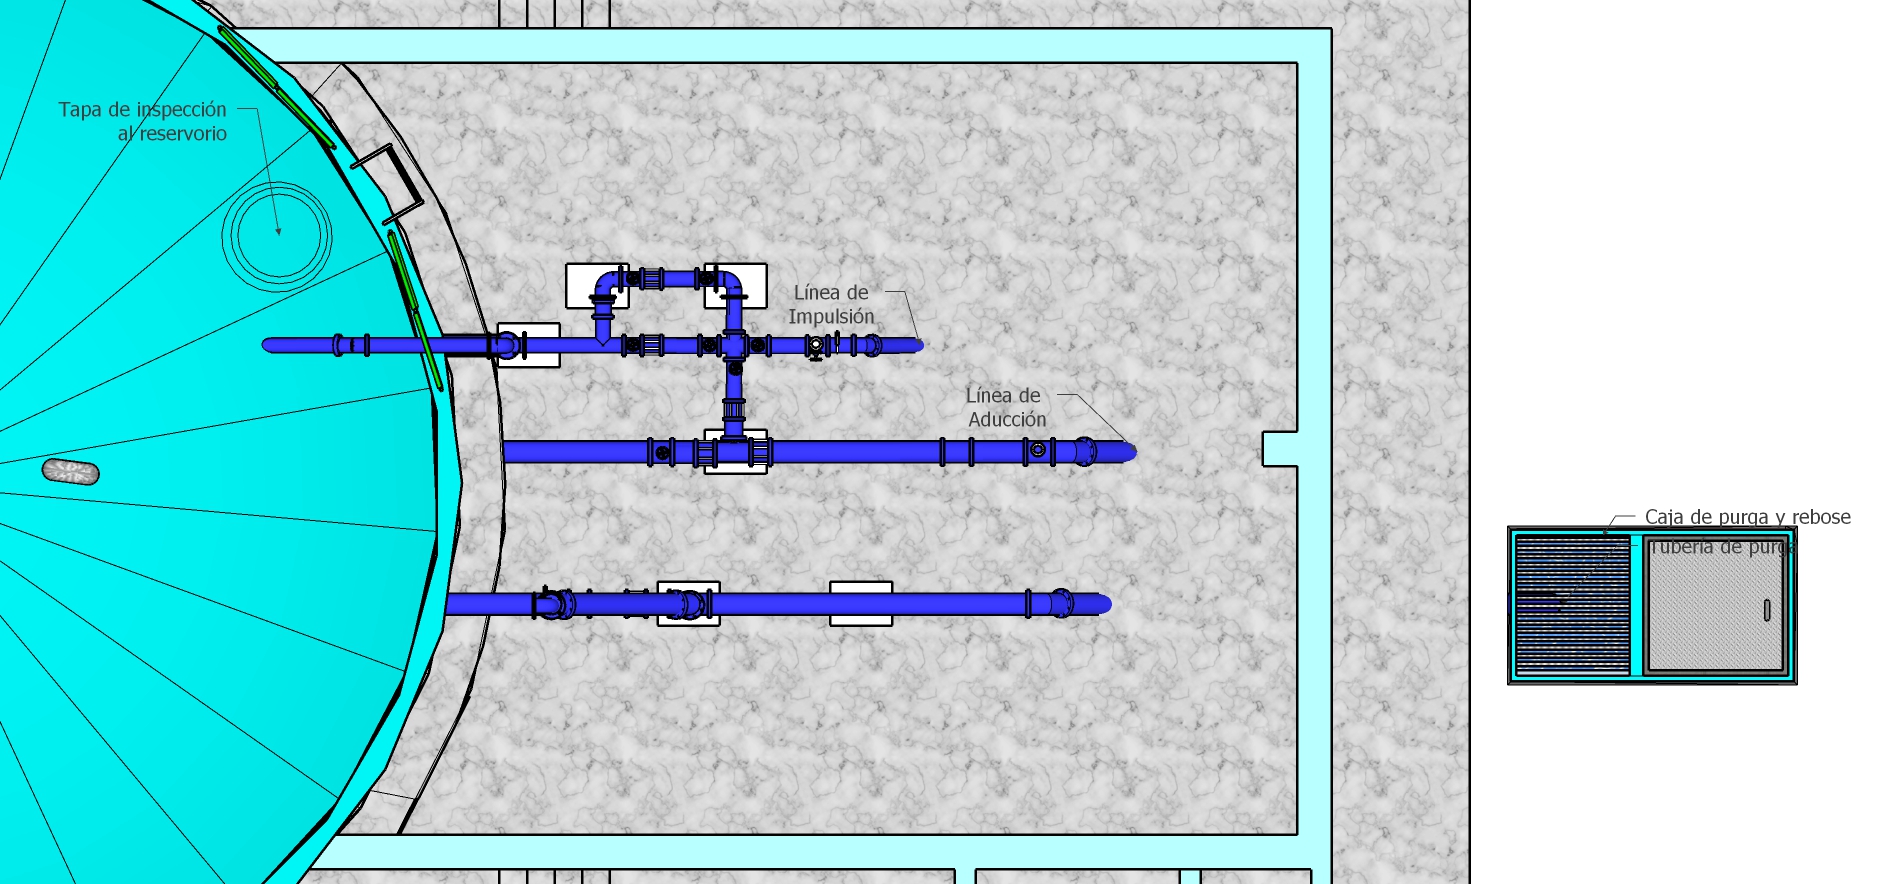 Tapa de inspección
al reservorio
Línea de
Impulsión
Línea de
Aducción
Caja de purga y rebose
Tubería de purga